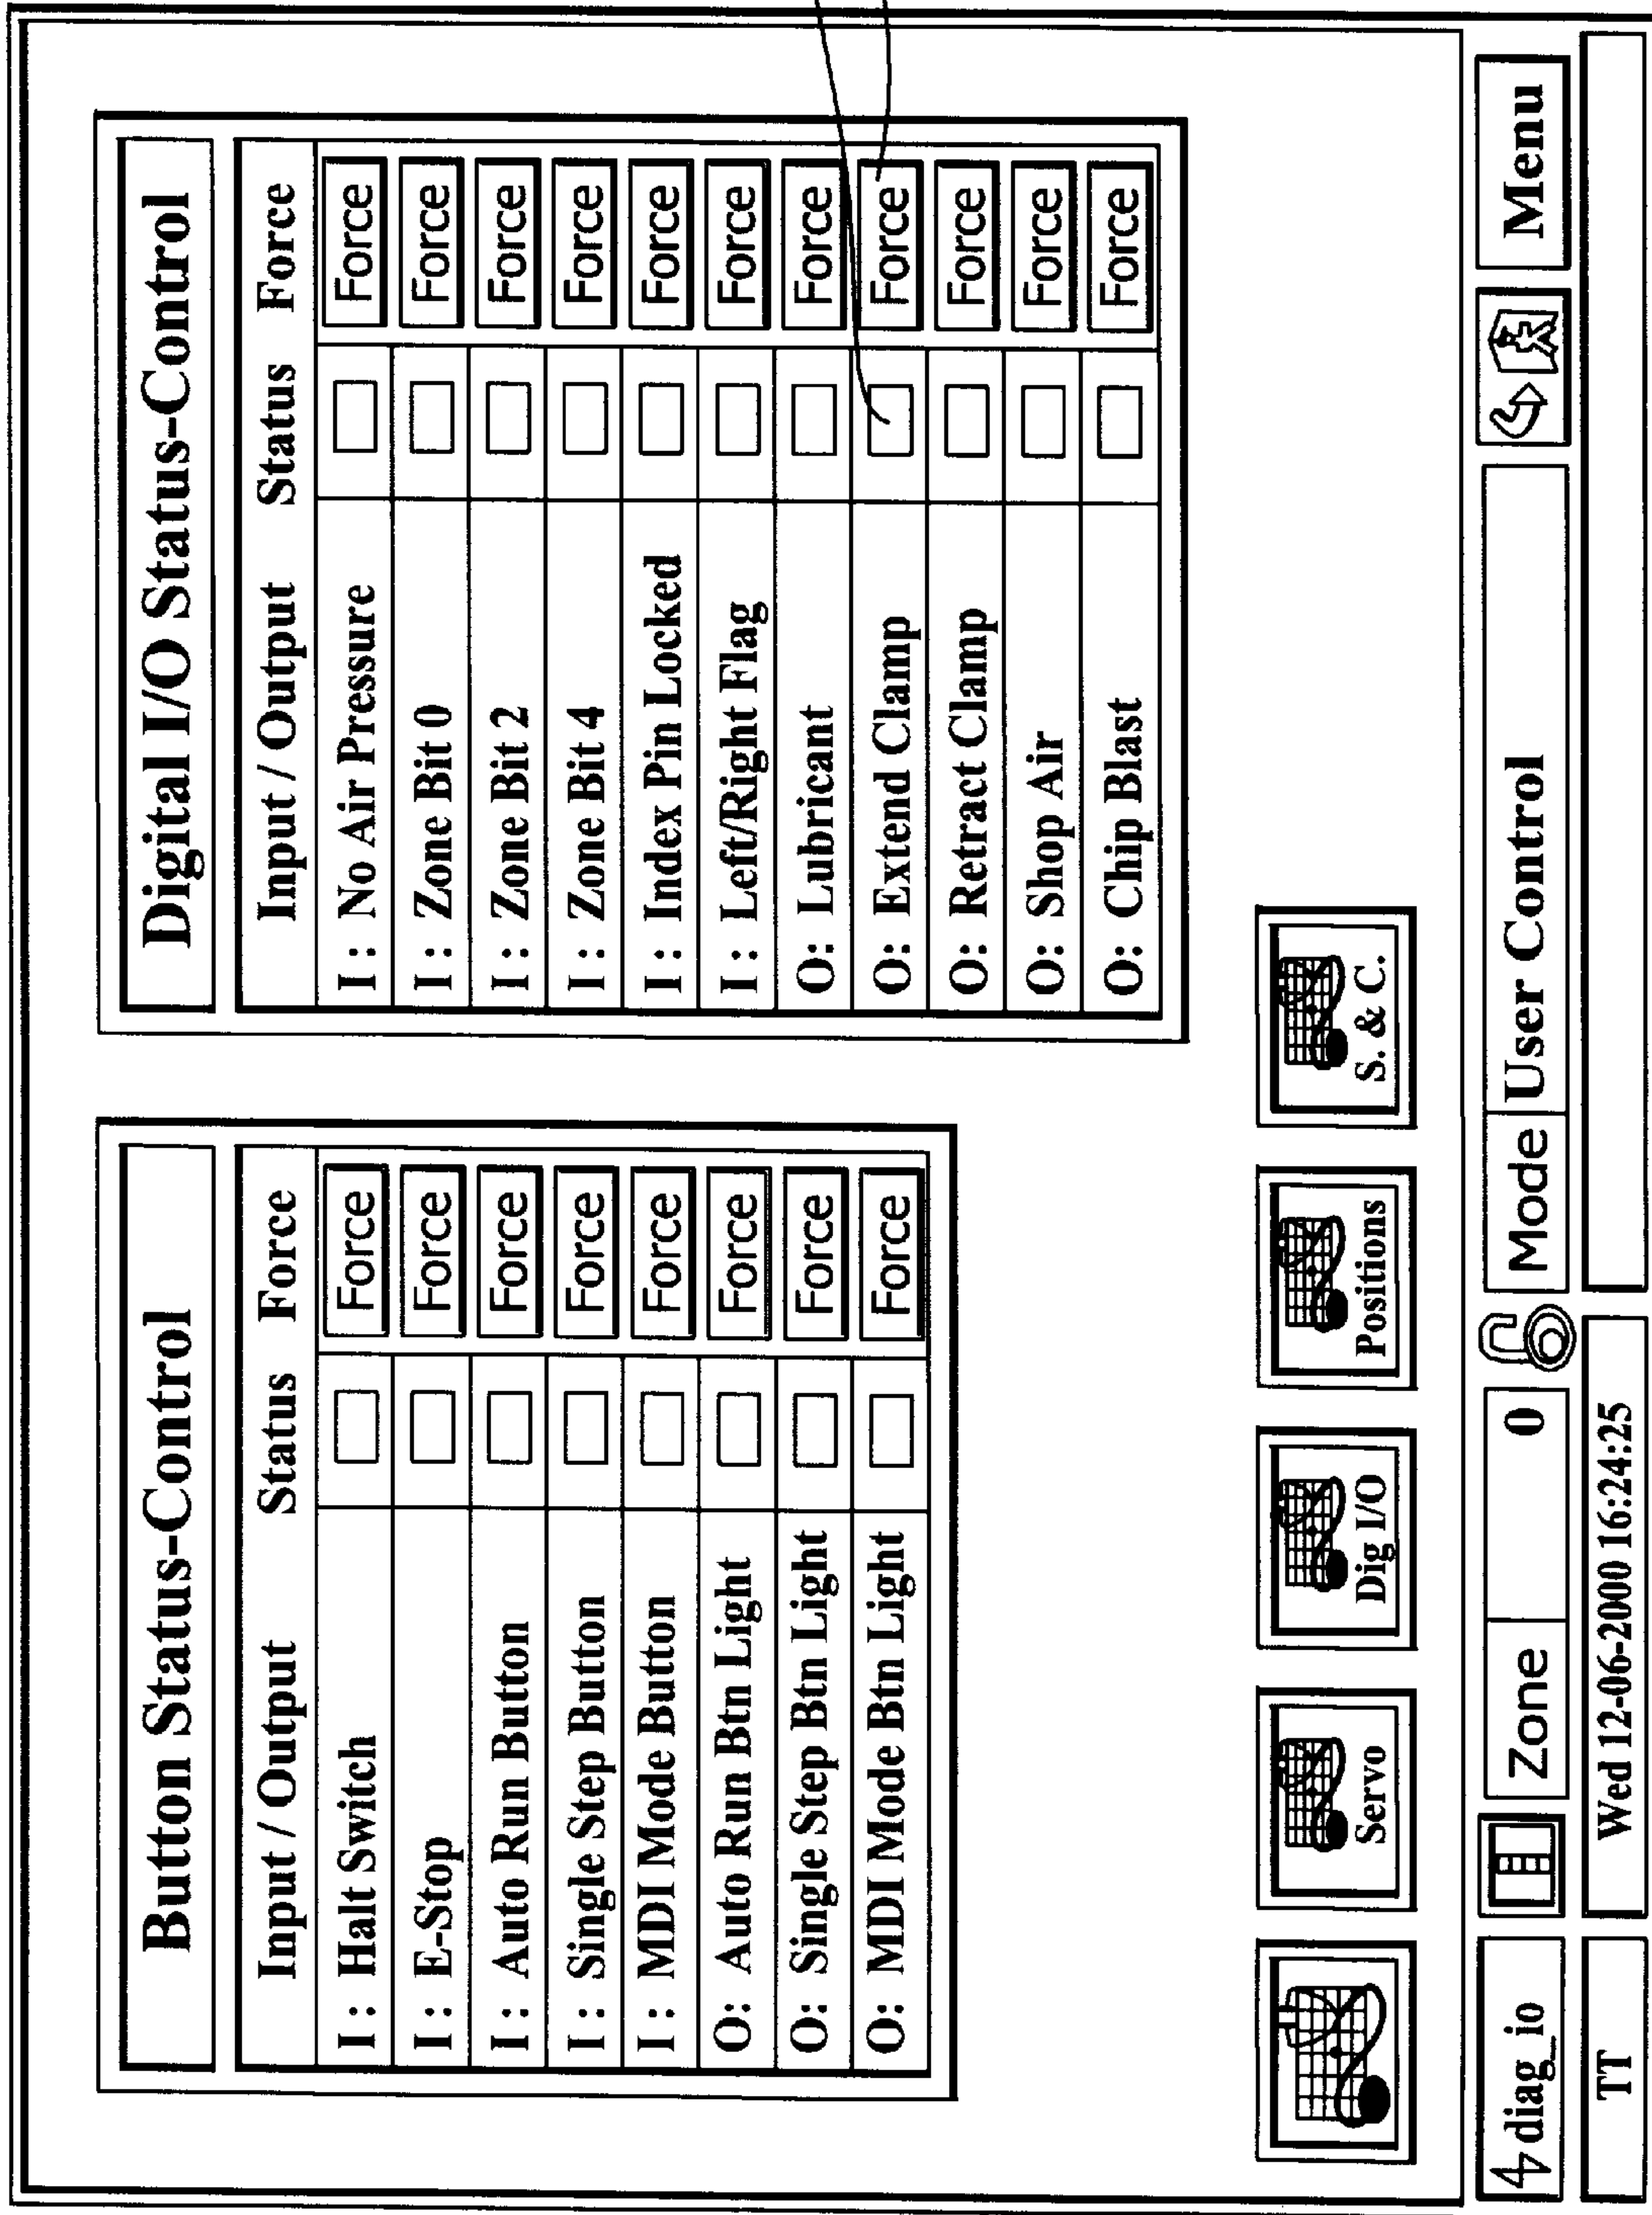 Button Status-Control
Input / Output Status Force
I : Halt Switch Force
I : E-Stop Force
I : Auto Run Button Force
I : Single Step Button Force
I : MDI Mode Button Force
O: Auto Run Btn Light Force
O: Single Step Btn Light Force
O: MDI Mode Btn Light Force
Digital I/O Status-Control
Input / Output Status Force
I : No Air Pressure Force
I : Zone Bit 0 Force
I : Zone Bit 2 Force
I : Zone Bit 4 Force
I : Index Pin Locked Force
I : Left/Right Flag Force
O: Lubricant Force
O: Extend Clamp Force
O: Retract Clamp Force
O: Shop Air Force
O: Chip Blast Force
Servo Dig I/O Positions S. & C.
diag_io Zone 0 Mode User Control Menu
TT Wed 12-06-2000 16:24:25